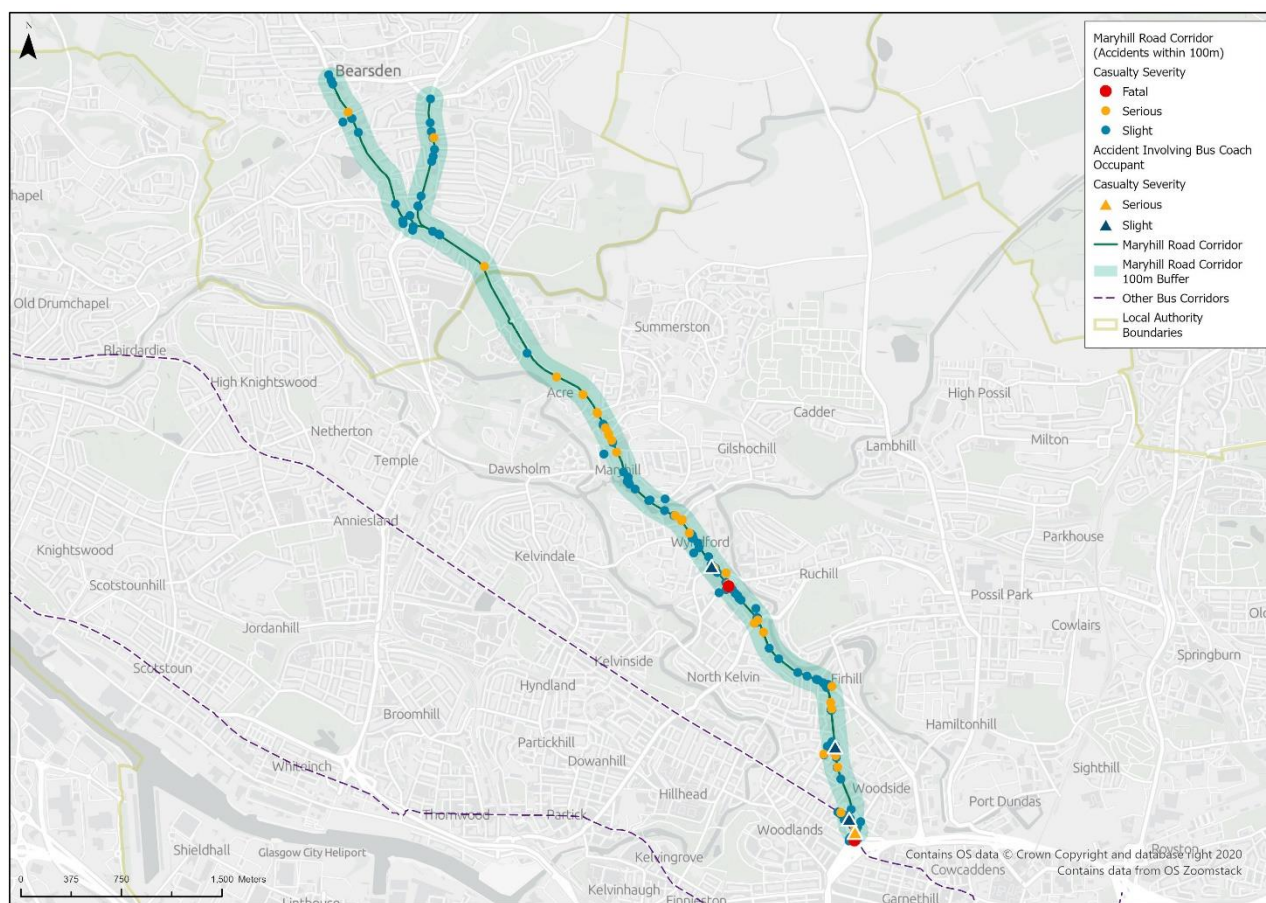 N
Bearsden
Maryhill Road Corridor
(Accidents within 100m)
Casualty Severity
Fatal
Serious
Slight
Accident Involving Bus Coach
Occupant
Casualty Severity
Serious
Slight
Maryhill Road Corridor
Maryhill Road Corridor
100m Buffer
Other Bus Corridors
Local Authority
Boundaries
chapel
Old Drumchapel
Summerston
Blairdardie
High Knightswood
Acre
High Possil
Cadder
Netherton
Lambhill
Milton
Gilshochill
Temple
Dawsholm
Maryhill
Anniesland
Parkhouse
Knightswood
Kelvindale
Wyndford
Scotstounhill
Ruchill
Possil Park
Old
Cowlairs
Jordanhill
Scotstoun
Kelvinside
Springburn
North Kelvin
Firhill
Hyndland
Broomhill
Hamiltonhill
Partickhill
Dowanhill
Sighthill
Whiteinch
Woodside
Hillhead
Port Dundas
Thornwood
Partick
Woodlands
Shieldhall
Glasgow City Heliport
Kelvingrove
Royston
Contains OS data © Crown Copyright and database right 2020
Cowcaddens
Contains data from OS Zoomstack
0 375 750 1,500 Meters
Kelvinhaugh
Garnethill
Linthouse
Finnieston